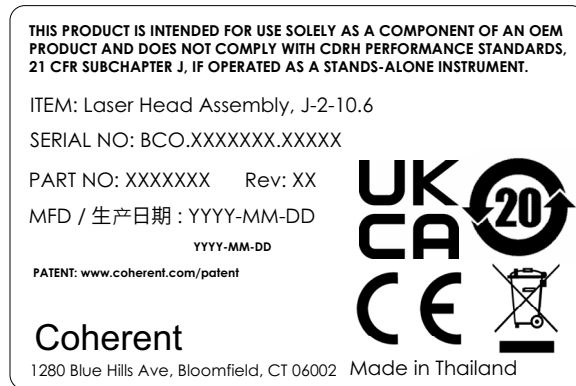 THIS PRODUCT IS INTENDED FOR USE SOLELY AS A COMPONENT OF AN OEM
PRODUCT AND DOES NOT COMPLY WITH CDRH PERFORMANCE STANDARDS,
21 CFR SUBCHAPTER J, IF OPERATED AS A STANDS-ALONE INSTRUMENT.
ITEM: Laser Head Assembly, J-2-10.6
SERIAL NO: BCO.XXXXXXX.XXXXX
PART NO: XXXXXXX Rev: XX
MFD / 生产日期 : YYYY-MM-DD
YYYY-MM-DD
PATENT: www.coherent.com/patent
UK
CA
20
CE
Coherent
1280 Blue Hills Ave, Bloomfield, CT 06002 Made in Thailand